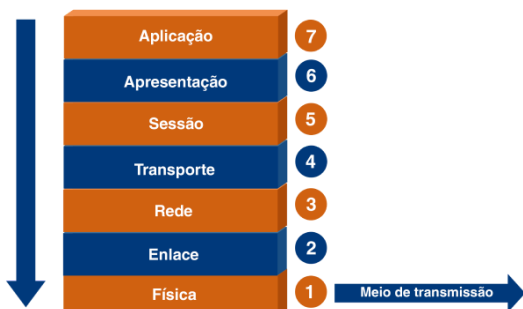 Aplicação 7
Apresentação 6
Sessão 5
Transporte 4
Rede 3
Enlace 2
Física 1 Meio de transmissão